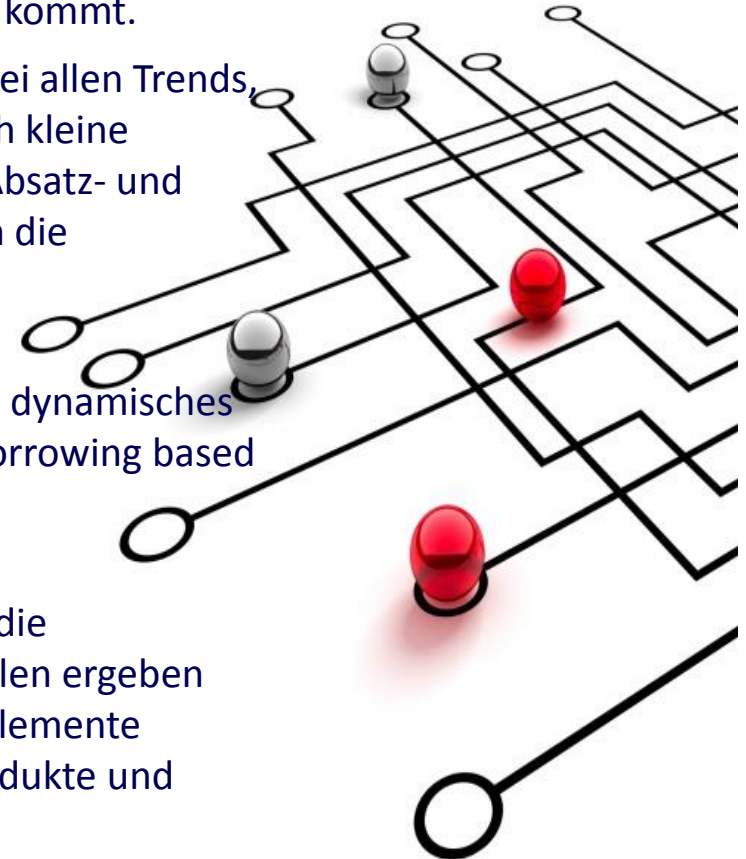 kommt.
ei allen Trends,
h kleine
Absatz- und
n die
dynamisches
orrowing based
die
len ergeben
lemente
dukte und